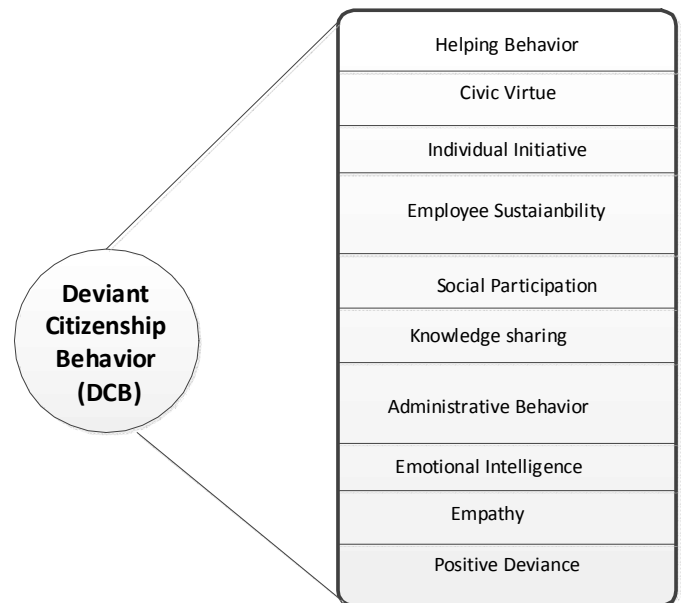 Helping Behavior
Civic Virtue
Individual Initiative
Employee Sustaianbility
Social Participation
Knowledge sharing
Administrative Behavior
Emotional Intelligence
Empathy
Positive Deviance
Deviant
Citizenship
Behavior
(DCB)